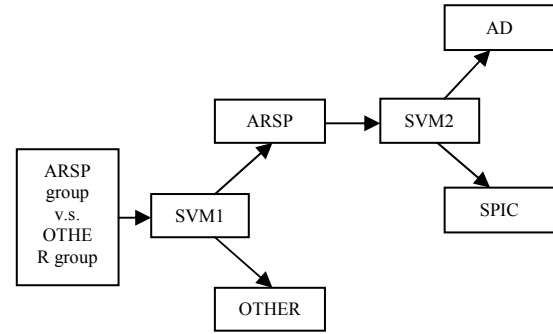 AD
ARSP
SVM2
ARSP
group
v.s.
OTHE
R group
SVM1
SPIC
OTHER